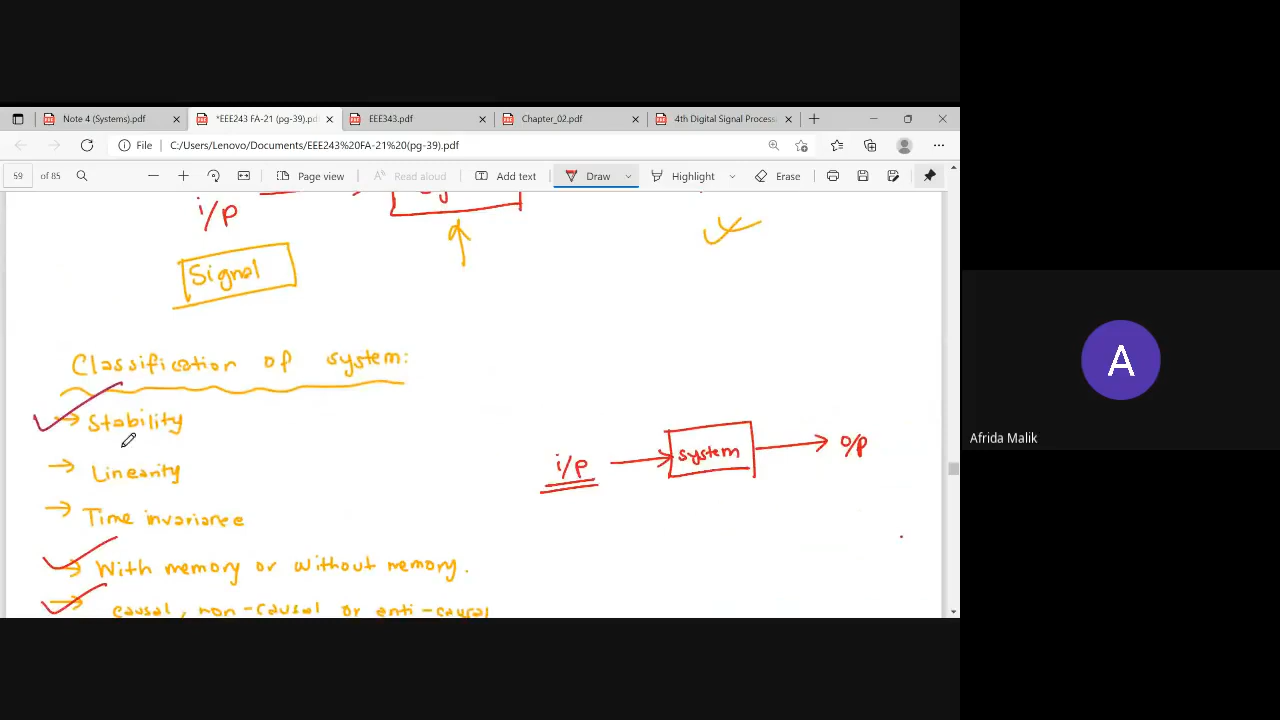 Note 4 (Systems).pdf
*EEE243 FA-21 (pg-39).pd
EEE343.pdf
Chapter_02.pdf
4th Digital Signal Process
File C:/Users/Lenovo/Documents/EEE243%20FA-21%20(pg-39).pdf
59 of 85 Page view Read aloud Add text Draw Highlight Erase
i/p
Signal
Classification of system:
→ Stability
→ Linearity
→ Time invariance
→ With memory or without memory.
→ causal, non-causal or anti-causal
i/p system o/p
A
Afrida Malik